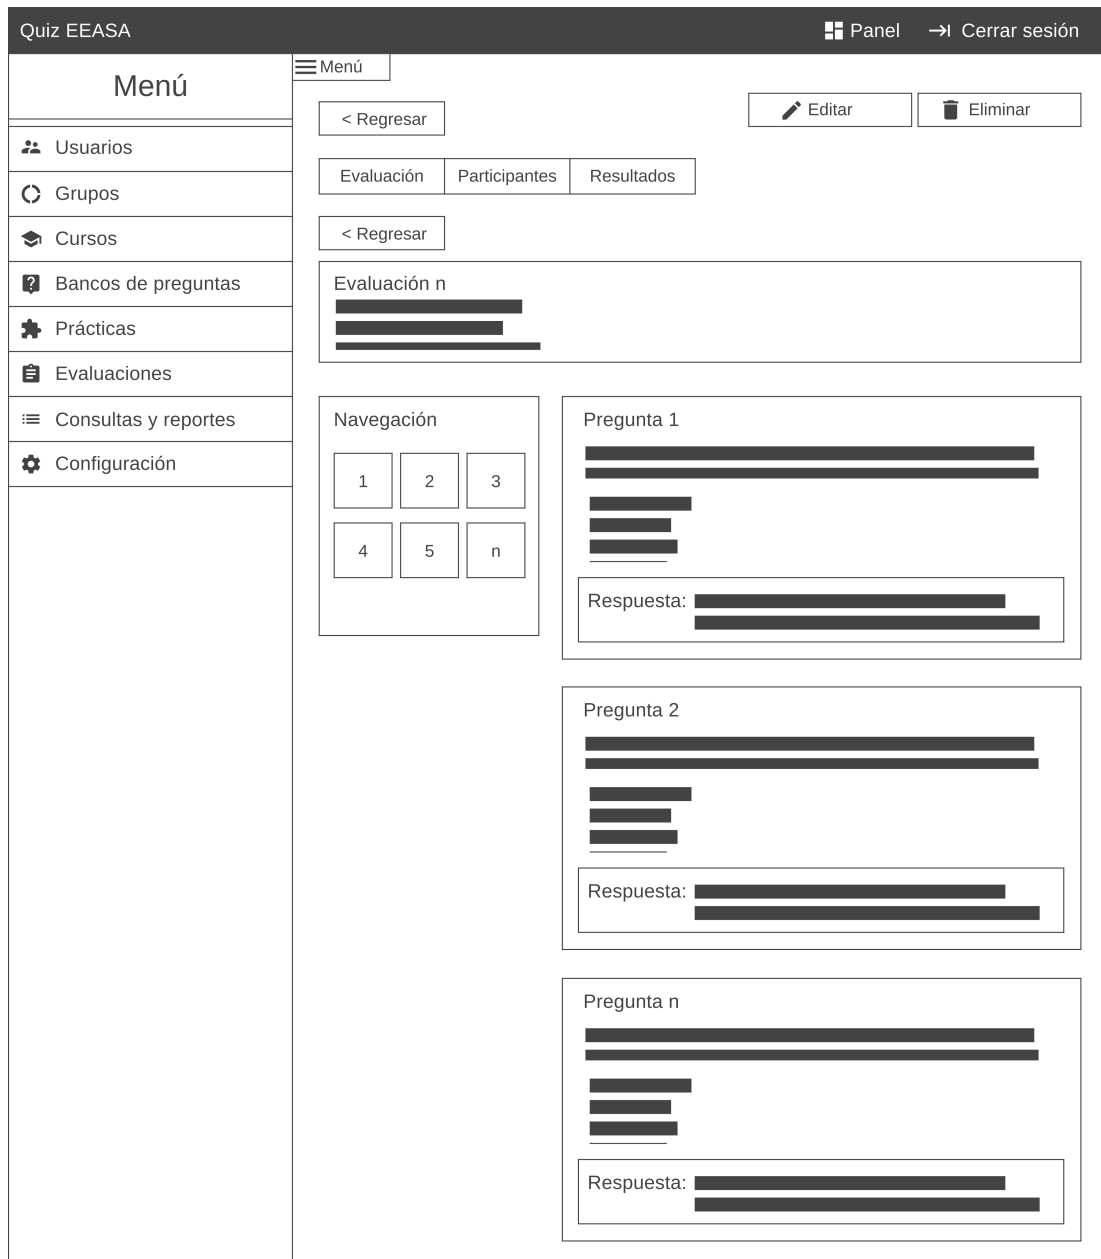 Quiz EEASA
Panel
Cerrar sesión
Menú
Usuarios
Grupos
Cursos
Bancos de preguntas
Prácticas
Evaluaciones
Consultas y reportes
Configuración
Menú
< Regresar
Editar
Eliminar
Evaluación
Participantes
Resultados
< Regresar
Evaluación n
Navegación
1
2
3
4
5
n
Pregunta 1
Respuesta:
Pregunta 2
Respuesta:
Pregunta n
Respuesta: